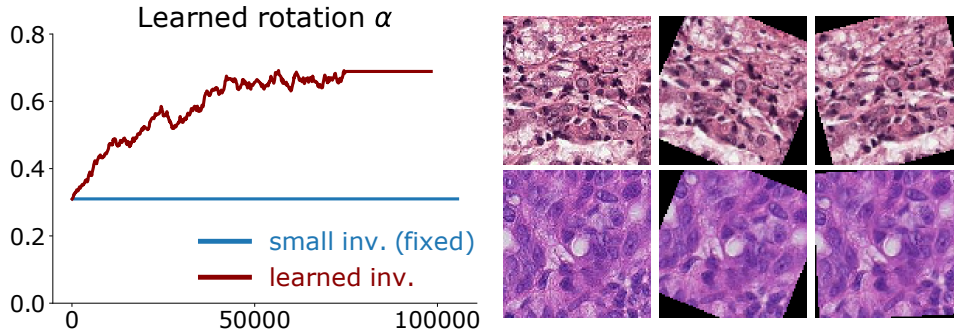 Learned rotation α
0.8
0.6
0.4
0.2
0.0
small inv. (fixed)
learned inv.
0
50000
100000